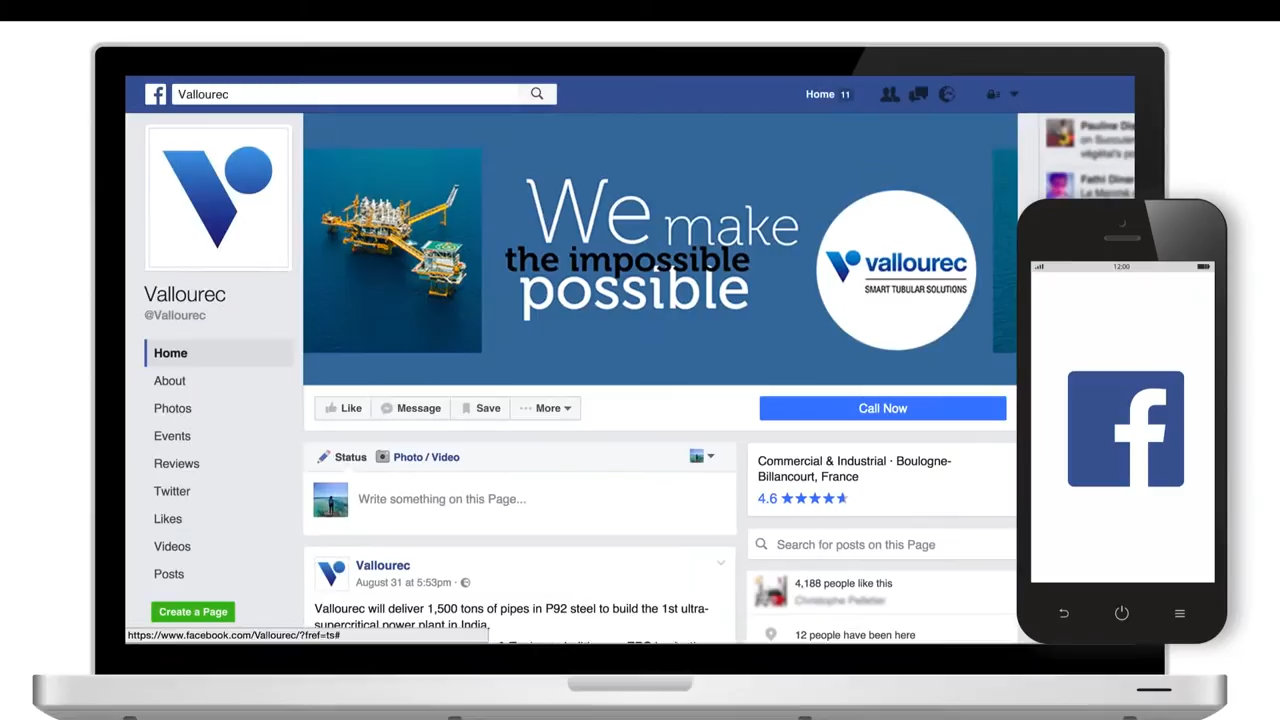 Vallourec
Home 11
Pauline
on
végétal's
Fathi
We make
the impossible
possible
vallourec
SMART TUBULAR SOLUTIONS
12:00
Vallourec
@Vallourec
Home
About
Photos
Events
Reviews
Twitter
Likes
Videos
Posts
Create a Page
Like
Message
Save
More
Call Now
Status
Photo / Video
Write something on this Page...
Commercial & Industrial · Boulogne-
Billancourt, France
4.6
Search for posts on this Page
4,188 people like this
12 people have been here
Vallourec
August 31 at 5:53pm ·
Vallourec will deliver 1,500 tons of pipes in P92 steel to build the 1st ultra-
supercritical power plant in India.
https://www.facebook.com/Vallourec/?fref=ts#